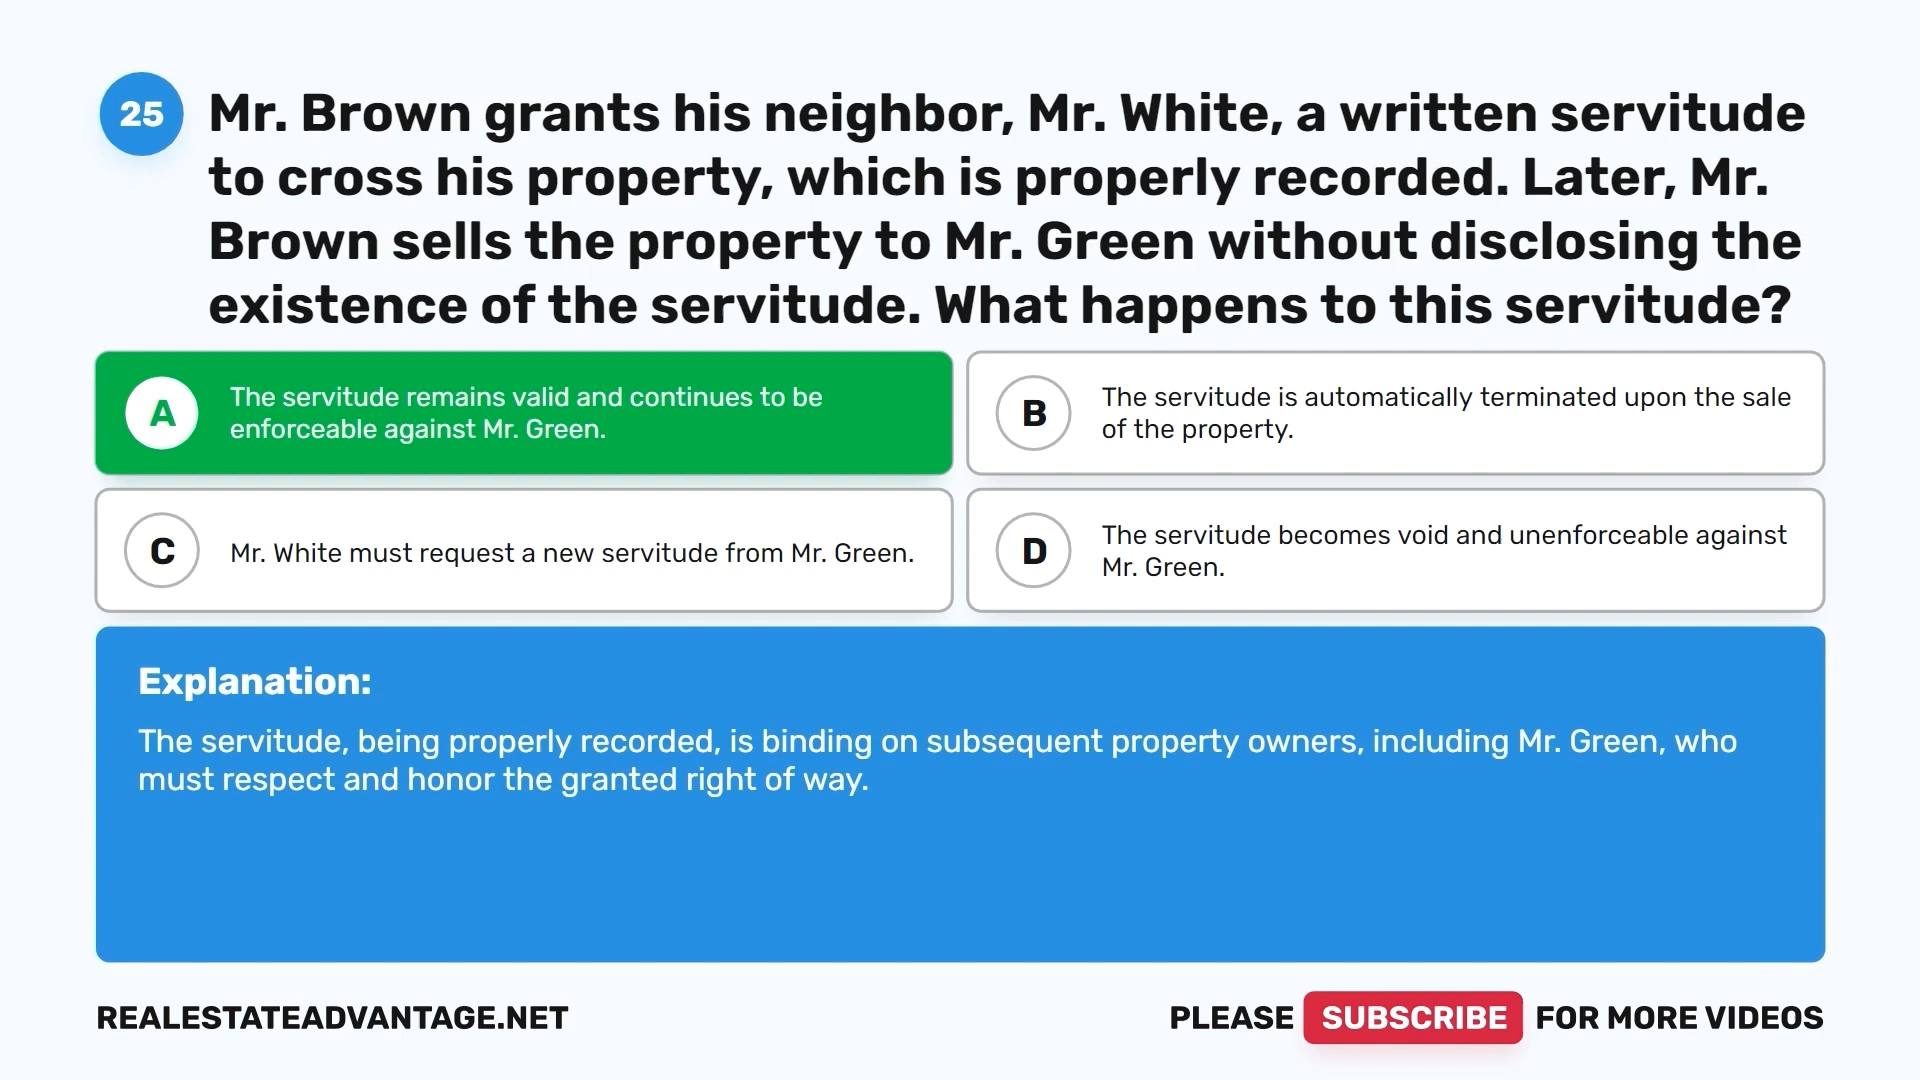 25
Mr. Brown grants his neighbor, Mr. White, a written servitude
to cross his property, which is properly recorded. Later, Mr.
Brown sells the property to Mr. Green without disclosing the
existence of the servitude. What happens to this servitude?
A
The servitude remains valid and continues to be
enforceable against Mr. Green.
B
The servitude is automatically terminated upon the sale
of the property.
C
Mr. White must request a new servitude from Mr. Green.
D
The servitude becomes void and unenforceable against
Mr. Green.
Explanation:
The servitude, being properly recorded, is binding on subsequent property owners, including Mr. Green, who
must respect and honor the granted right of way.
REALESTATEADVANTAGE.NET
PLEASE SUBSCRIBE FOR MORE VIDEOS